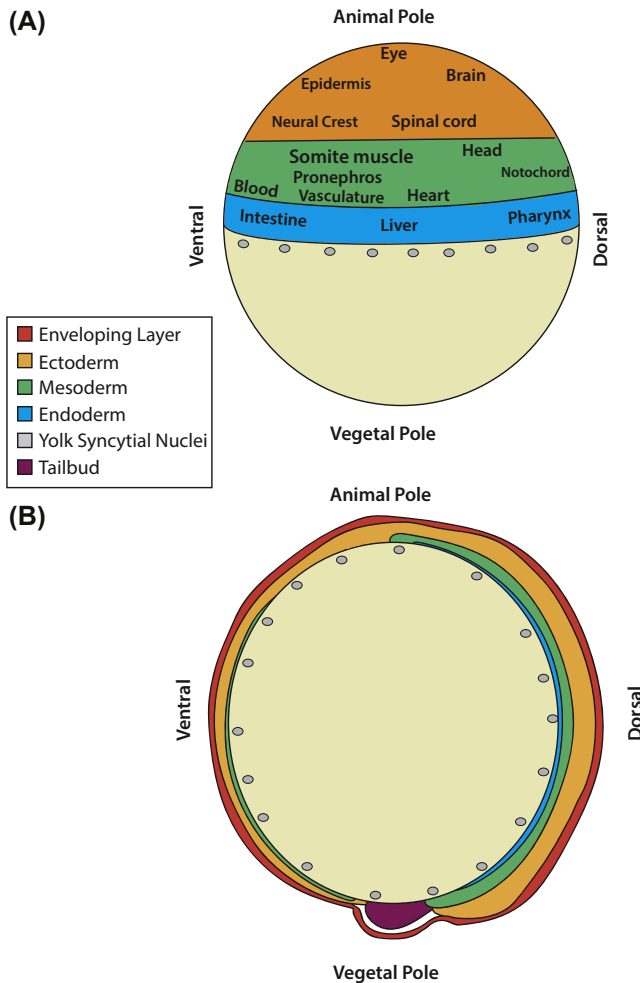 (A)
Animal Pole
Eye
Brain
Epidermis
Neural Crest
Spinal cord
Somite muscle
Head
Pronephros
Notochord
Blood
Vasculature
Heart
Intestine
Liver
Pharynx
Ventral
Dorsal
Enveloping Layer
Ectoderm
Mesoderm
Endoderm
Yolk Syncytial Nuclei
Tailbud
Vegetal Pole
(B)
Animal Pole
Ventral
Dorsal
Vegetal Pole